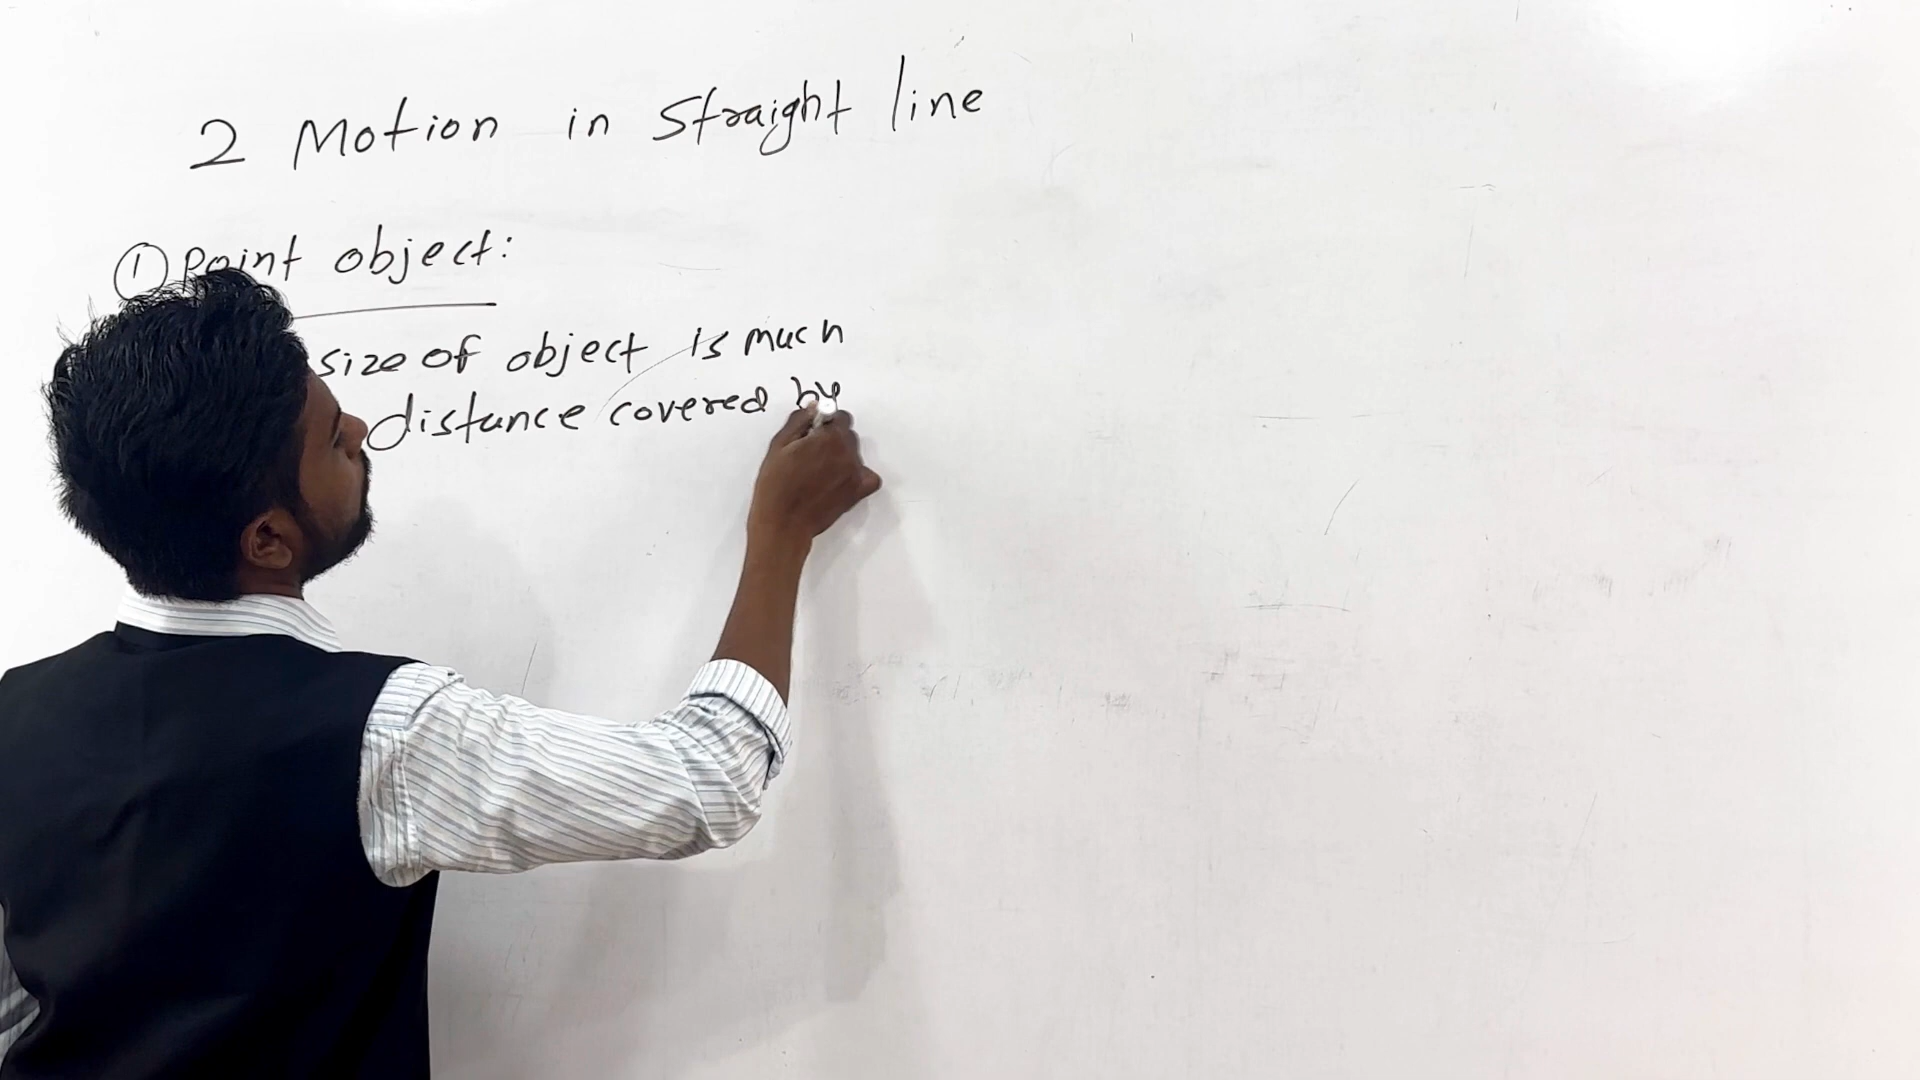 2 Motion in Straight line
① Point object:
size of object is much
distance covered by